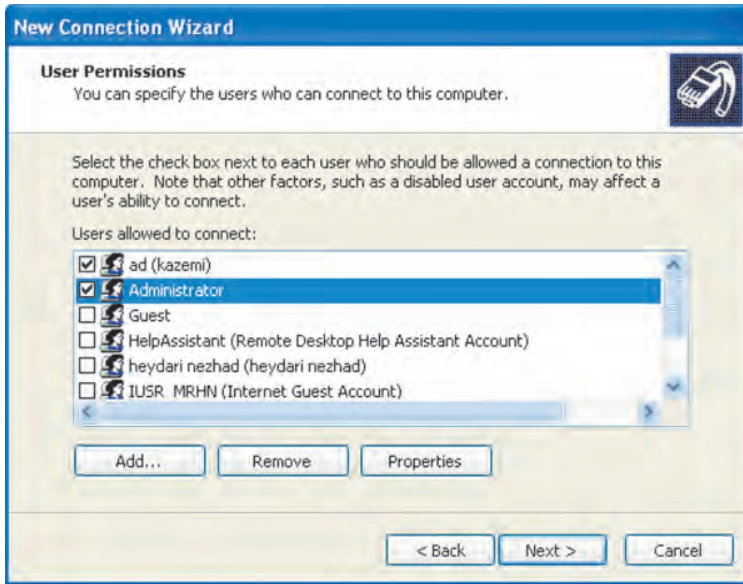 New Connection Wizard
User Permissions
You can specify the users who can connect to this computer.
Select the check box next to each user who should be allowed a connection to this
computer. Note that other factors, such as a disabled user account, may affect a
user's ability to connect.
Users allowed to connect:
ad (kazemi)
Administrator
Guest
HelpAssistant (Remote Desktop Help Assistant Account)
heydari nezhad (heydari nezhad)
IUSR_MRHN (Internet Guest Account)
Add... Remove Properties
< Back Next > Cancel